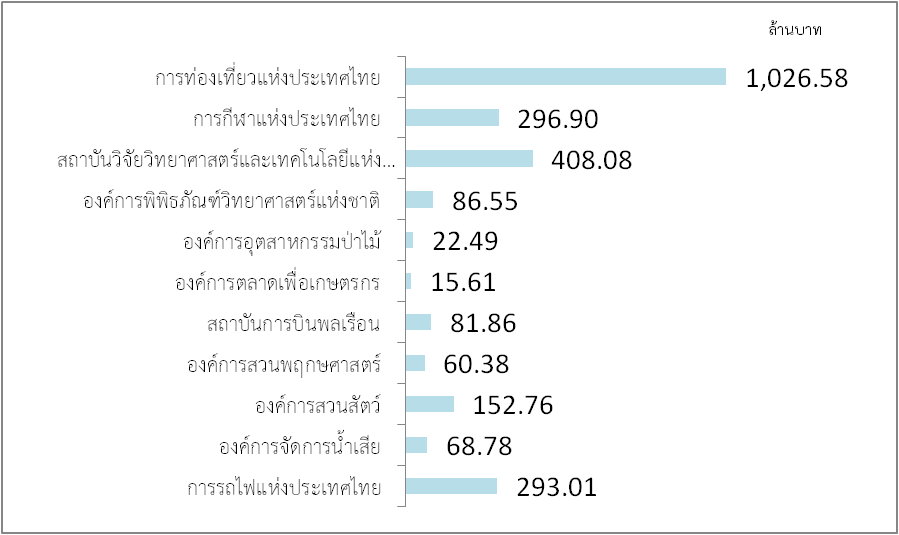 ล้านบาท
การท่องเที่ยวแห่งประเทศไทย 1,026.58
การกีฬาแห่งประเทศไทย 296.90
สถาบันวิจัยวิทยาศาสตร์และเทคโนโลยีแห่ง... 408.08
องค์การพิพิธภัณฑ์วิทยาศาสตร์แห่งชาติ 86.55
องค์การอุตสาหกรรมป่าไม้ 22.49
องค์การตลาดเพื่อเกษตรกร 15.61
สถาบันการบินพลเรือน 81.86
องค์การสวนพฤกษศาสตร์ 60.38
องค์การสวนสัตว์ 152.76
องค์การจัดการน้ำเสีย 68.78
การรถไฟแห่งประเทศไทย 293.01